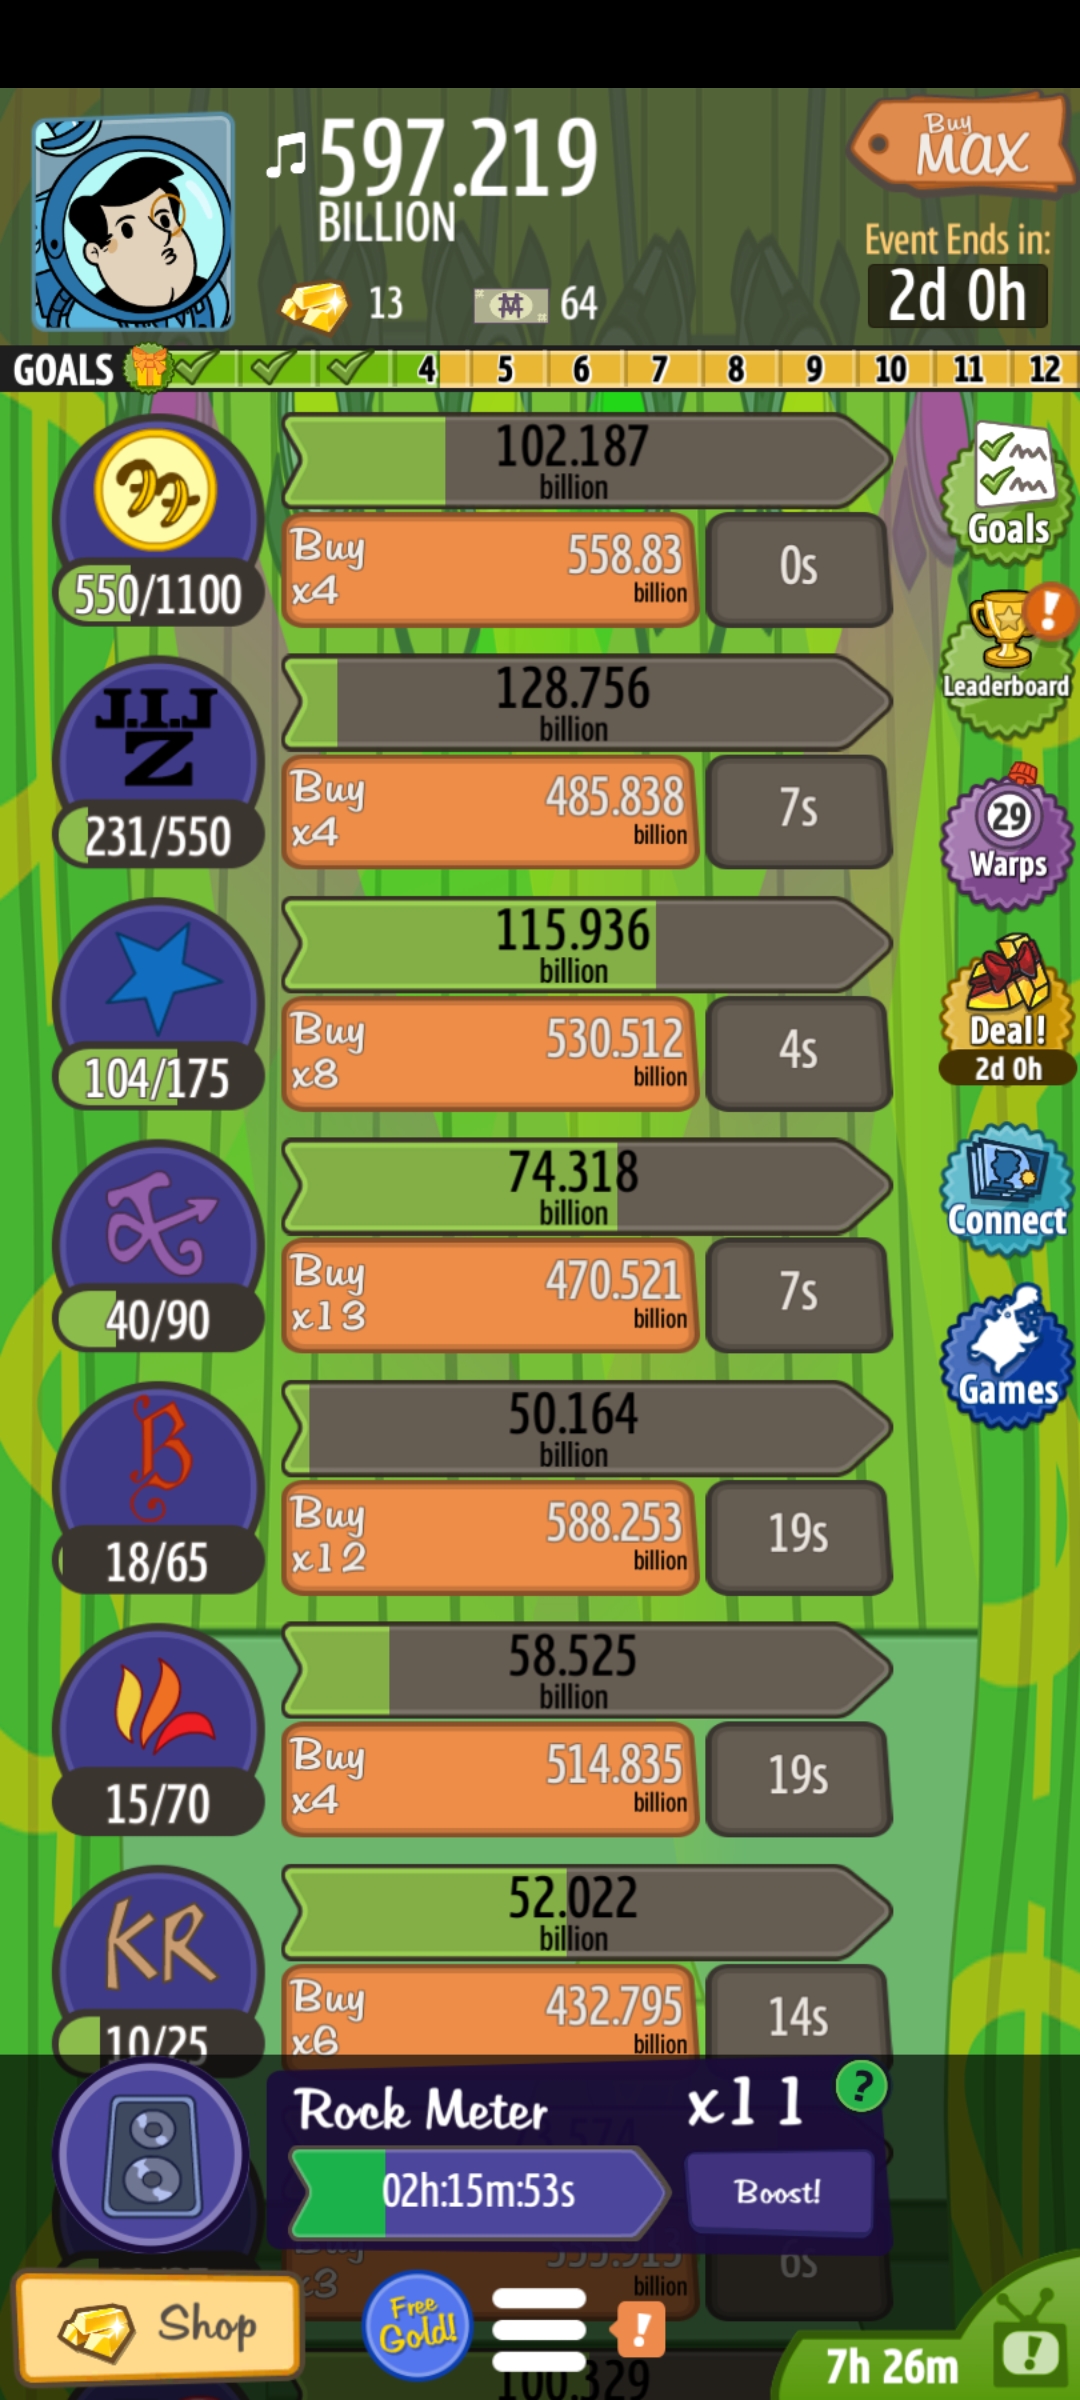 597.219
BILLION
13
64
Buy
MAX
Event Ends in:
2d 0h
GOALS 4 5 6 7 8 9 10 11 12
102.187
billion
Buy
x4
558.83
billion
0s
550/1100
Goals
J.I.J
Z
128.756
billion
Buy
x4
485.838
billion
7s
231/550
Leaderboard
29
Warps
115.936
billion
Buy
x8
530.512
billion
4s
104/175
Deal!
2d 0h
74.318
billion
Buy
x13
470.521
billion
7s
40/90
Connect
Games
B
50.164
billion
Buy
x12
588.253
billion
19s
18/65
58.525
billion
Buy
x4
514.835
billion
19s
15/70
KR
52.022
billion
Buy
x6
432.795
billion
14s
10/25
Rock Meter
x11
?
02h:15m:53s
Boost!
Buy
x3
billion
6s
Shop
Free
Gold!
!
100.329
7h 26m
!